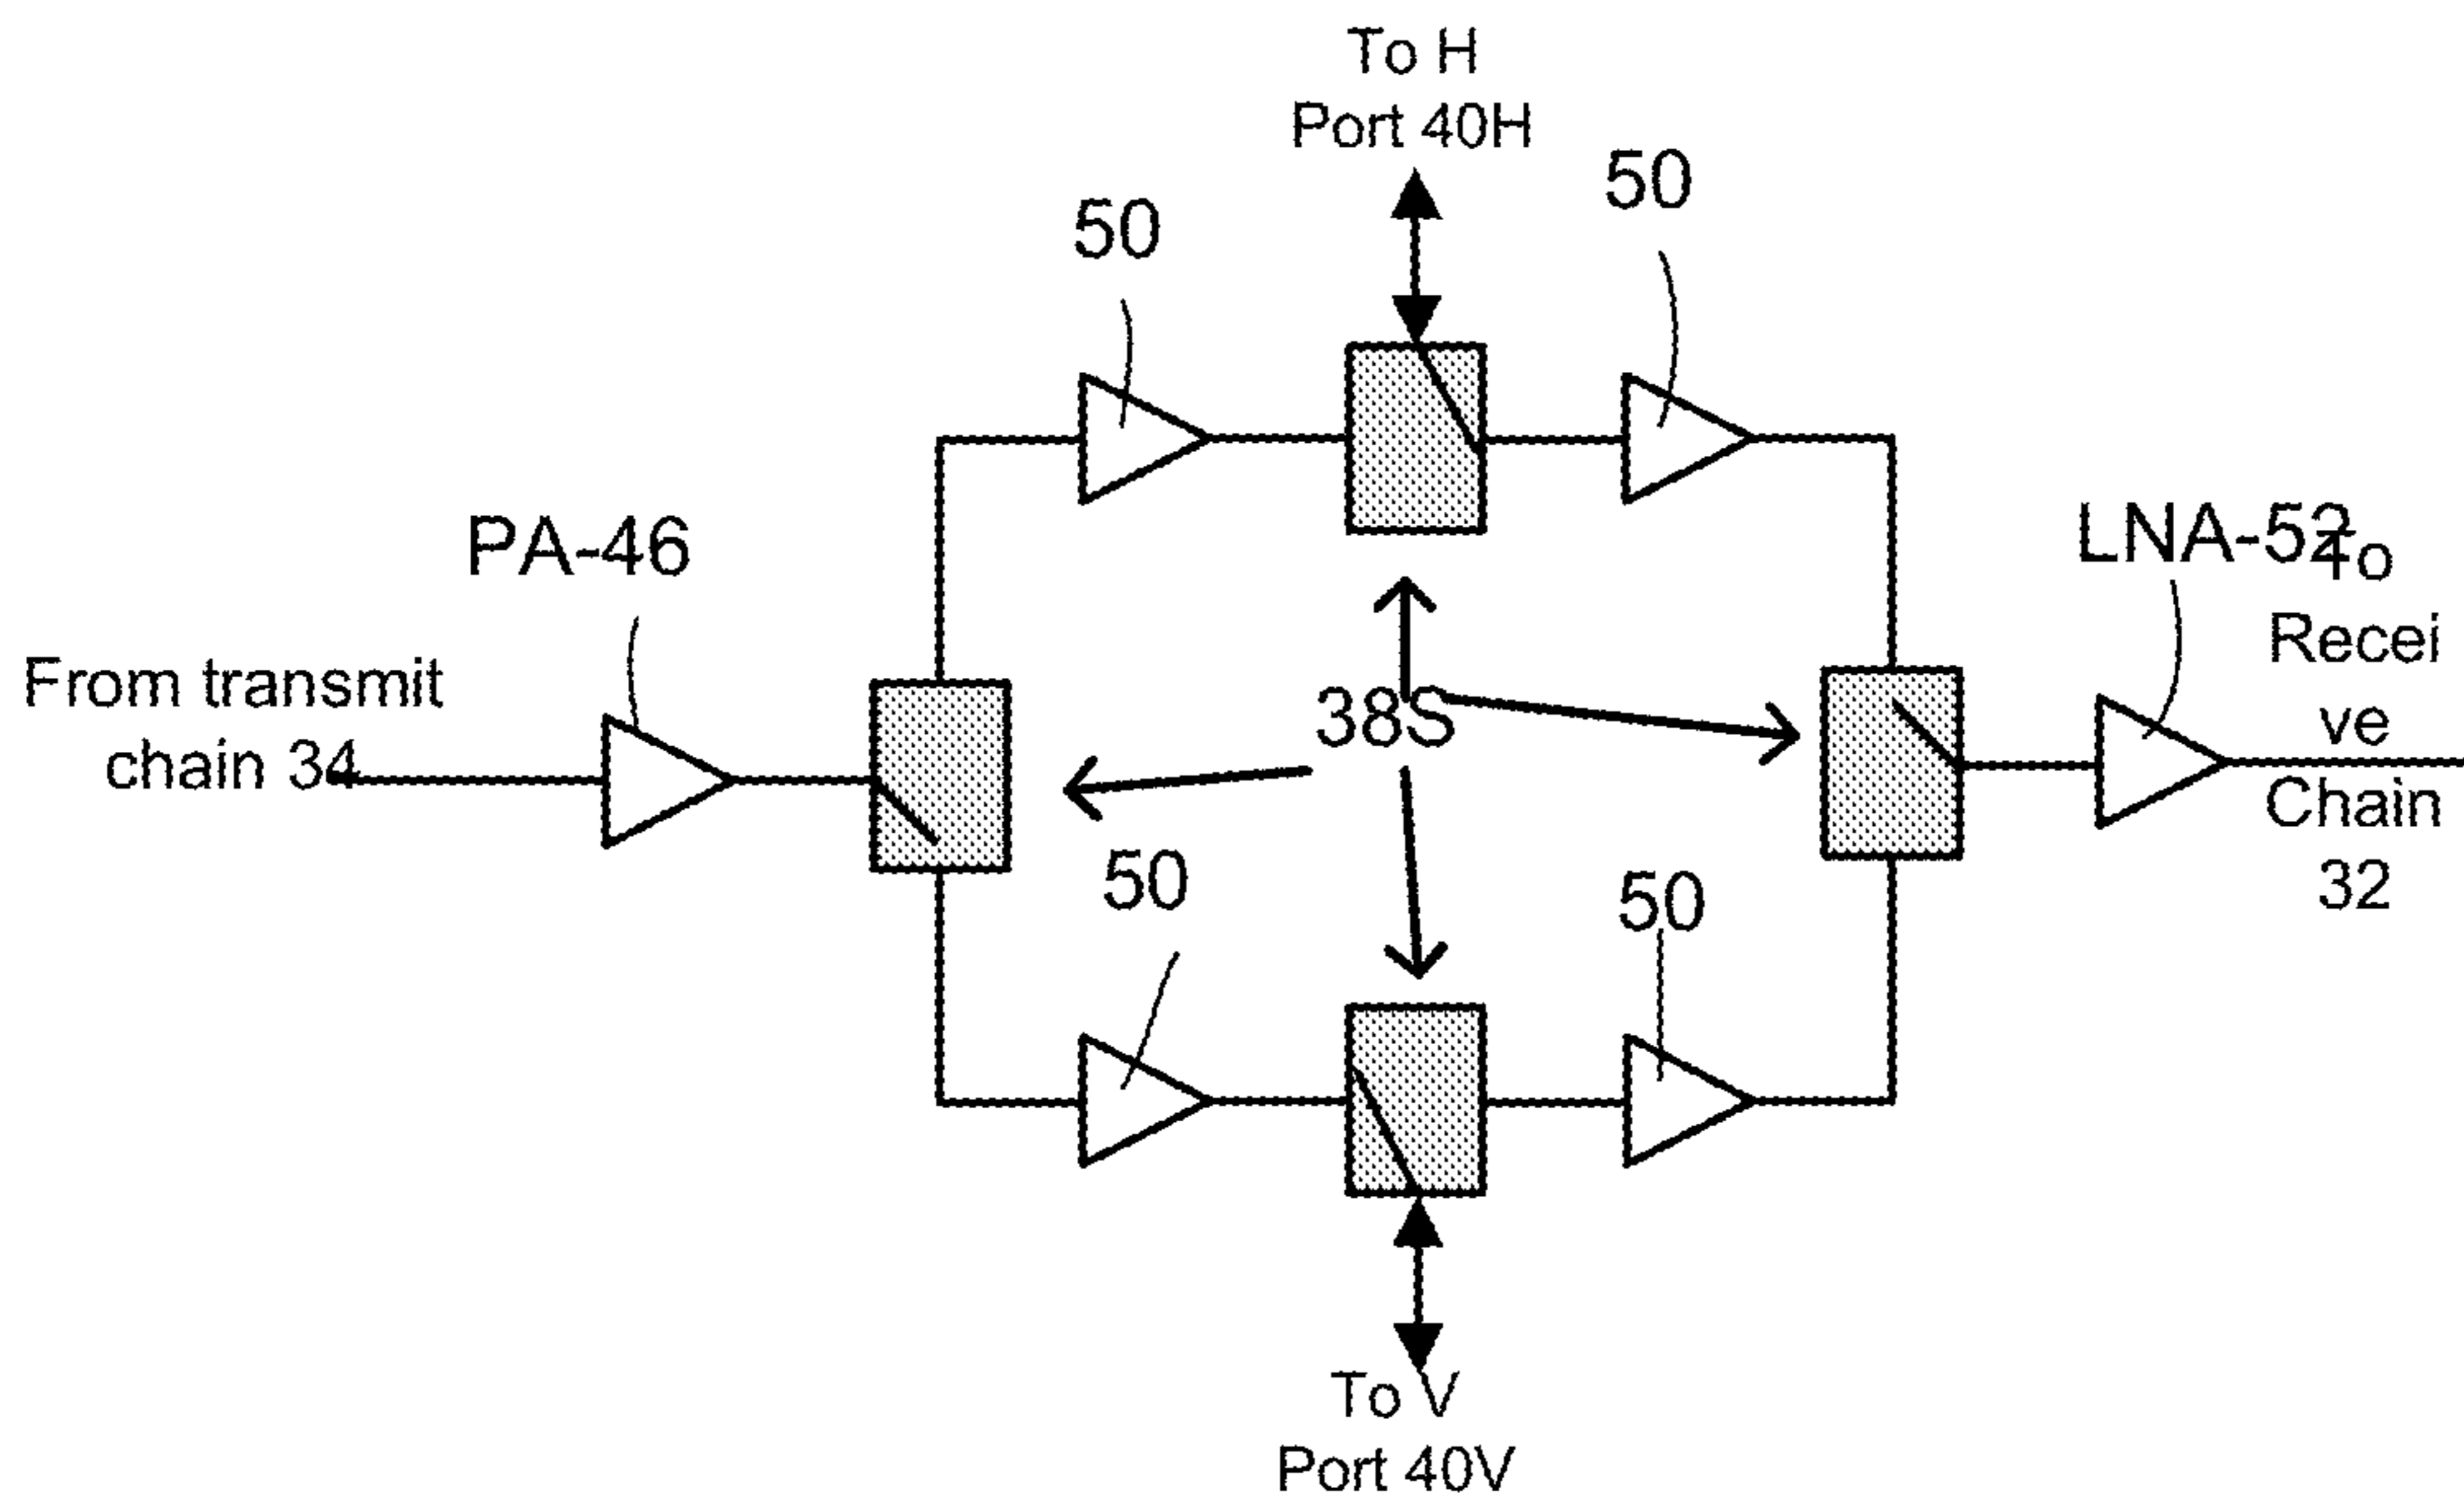 To H
Port 40H
50
50
PA-46
LNA-52
From transmit
chain 34
To
Recei
ve
Chain
32
38S
50
50
To V
Port 40V